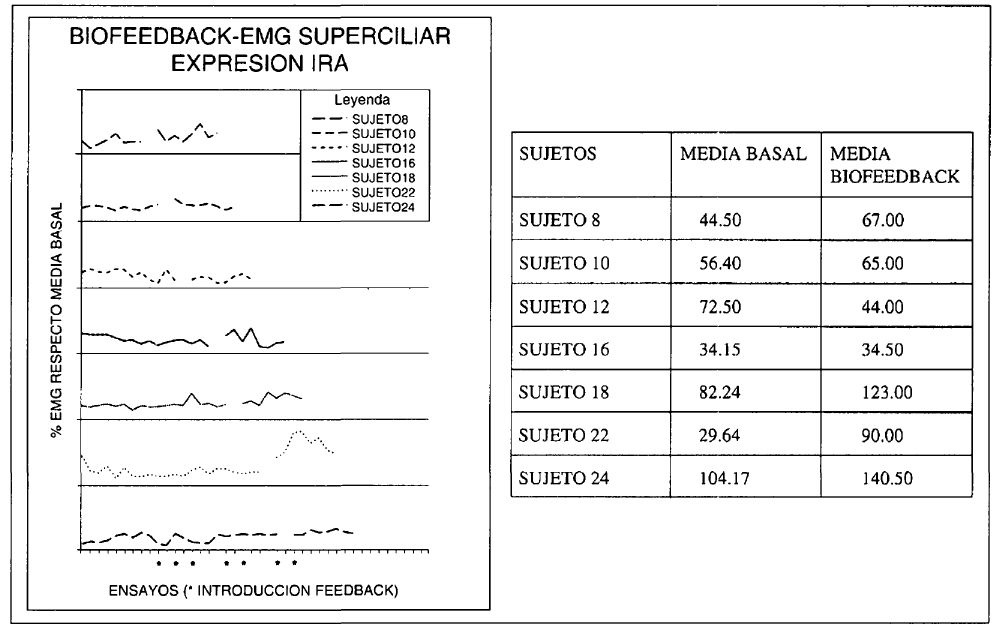 BIOFEEDBACK-EMG SUPERCILIAR
EXPRESION IRA
Leyenda
SUJETO8
SUJETO10
SUJETO12
SUJETO16
SUJETO18
SUJETO22
SUJETO24
% EMG RESPECTO MEDIA BASAL
* * * * * * *
ENSAYOS (* INTRODUCCION FEEDBACK)
SUJETOS MEDIA BASAL MEDIA
BIOFEEDBACK
SUJETO 8 44.50 67.00
SUJETO 10 56.40 65.00
SUJETO 12 72.50 44.00
SUJETO 16 34.15 34.50
SUJETO 18 82.24 123.00
SUJETO 22 29.64 90.00
SUJETO 24 104.17 140.50